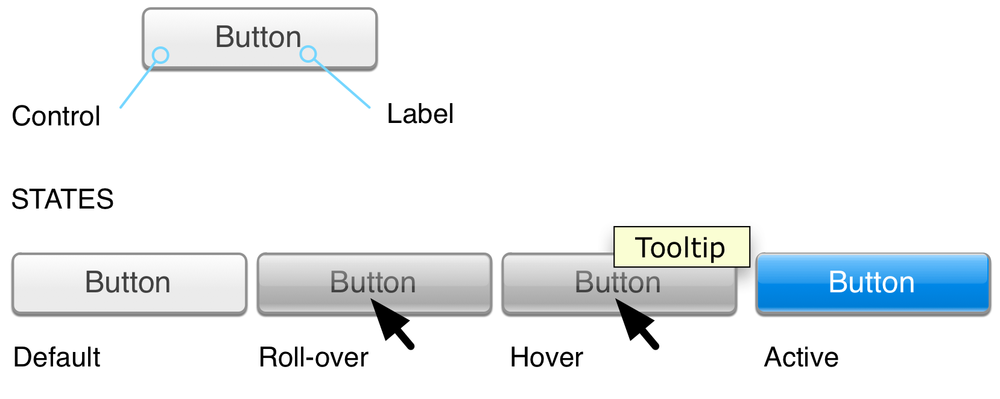 Button
Control
Label
STATES
Tooltip
Button
Button
Button
Button
Default
Roll-over
Hover
Active